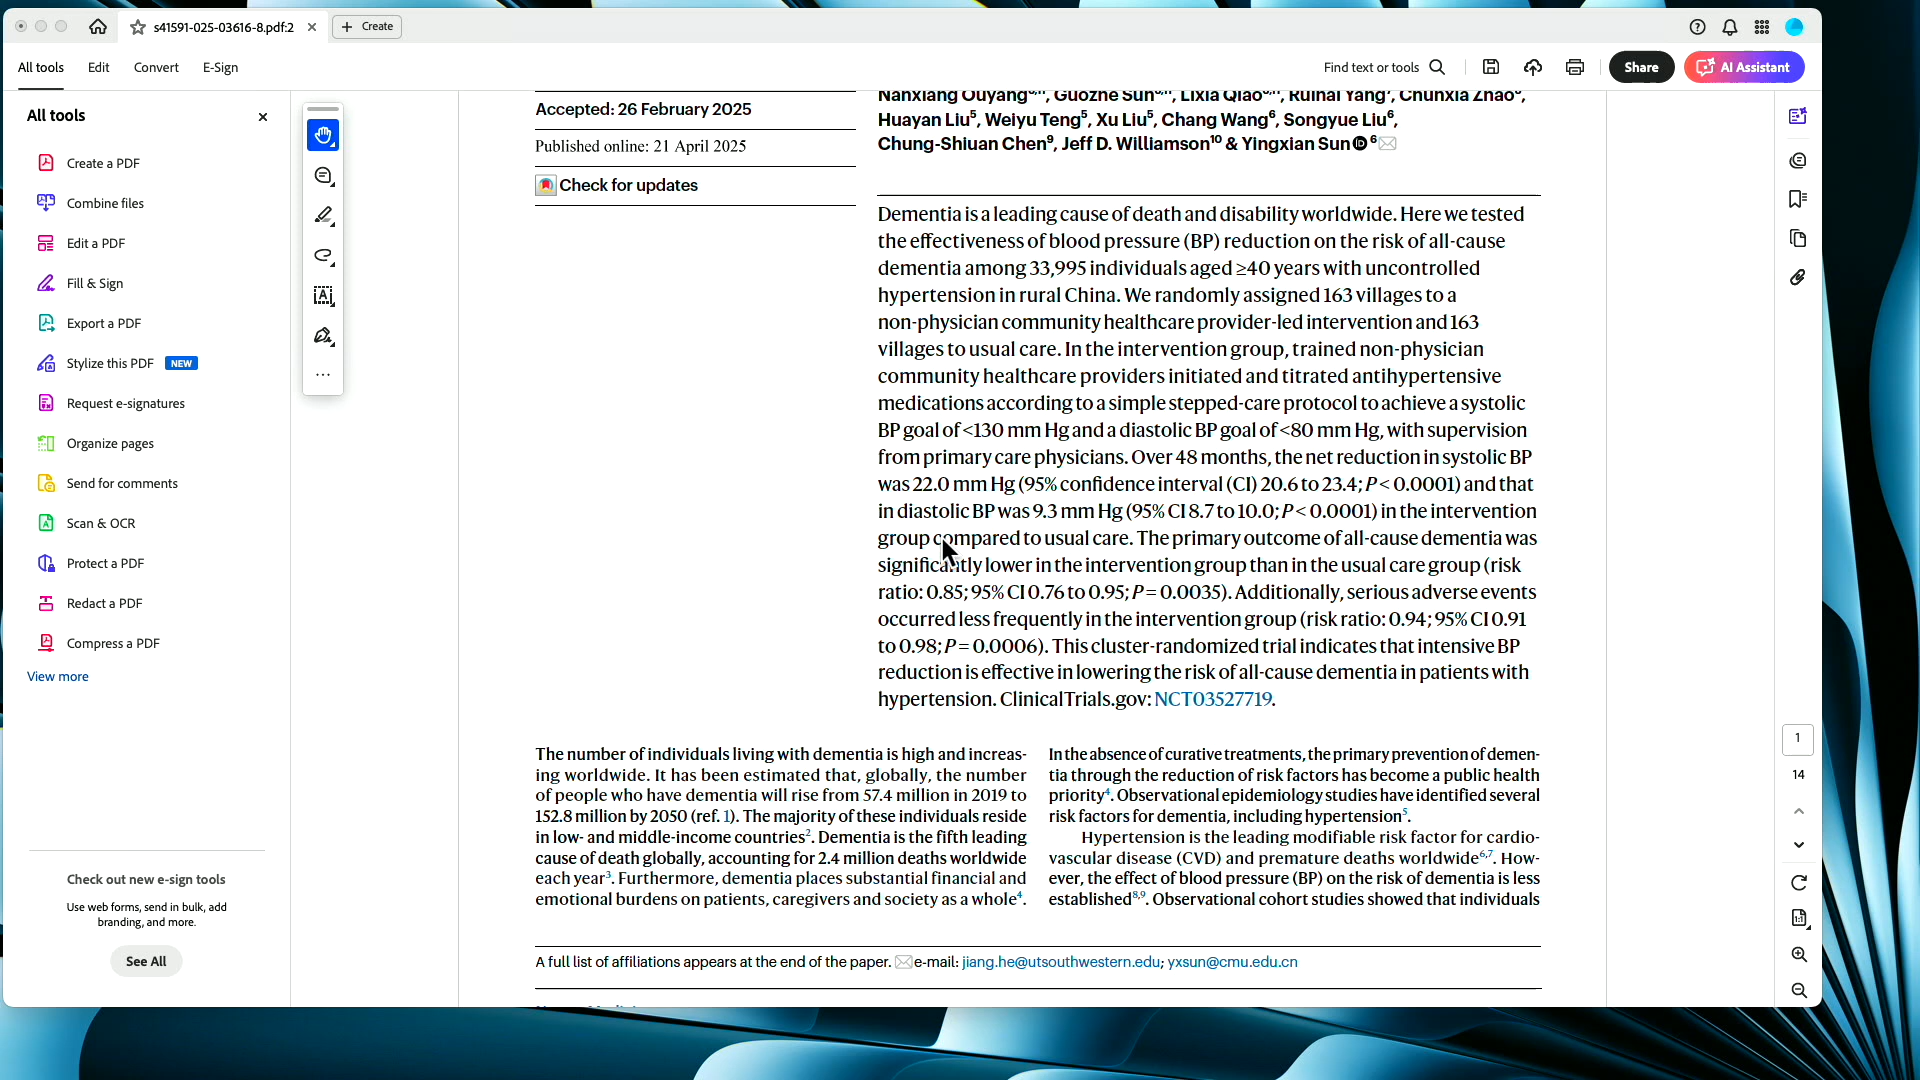 s41591-025-03616-8.pdf:2
Create
All tools
Edit
Convert
E-Sign
Find text or tools
Share
AI Assistant
All tools
Create a PDF
Combine files
Edit a PDF
Fill & Sign
Export a PDF
Stylize this PDF NEW
Request e-signatures
Organize pages
Send for comments
Scan & OCR
Protect a PDF
Redact a PDF
Compress a PDF
View more
Check out new e-sign tools
Use web forms, send in bulk, add
branding, and more.
See All
Accepted: 26 February 2025
Published online: 21 April 2025
Check for updates
Nanxiang Ouyang, Guozhe Sun, Lixia Qiao, Ruihai Yang, Chunxia Zhao,
Huayan Liu⁵, Weiyu Teng⁵, Xu Liu⁵, Chang Wang⁶, Songyue Liu⁶,
Chung-Shiuan Chen⁹, Jeff D. Williamson¹⁰ & Yingxian Sun iD ⁶
Dementia is a leading cause of death and disability worldwide. Here we tested
the effectiveness of blood pressure (BP) reduction on the risk of all-cause
dementia among 33,995 individuals aged ≥40 years with uncontrolled
hypertension in rural China. We randomly assigned 163 villages to a
non-physician community healthcare provider-led intervention and 163
villages to usual care. In the intervention group, trained non-physician
community healthcare providers initiated and titrated antihypertensive
medications according to a simple stepped-care protocol to achieve a systolic
BP goal of <130 mm Hg and a diastolic BP goal of <80 mm Hg, with supervision
from primary care physicians. Over 48 months, the net reduction in systolic BP
was 22.0 mm Hg (95% confidence interval (CI) 20.6 to 23.4; P < 0.0001) and that
in diastolic BP was 9.3 mm Hg (95% CI 8.7 to 10.0; P < 0.0001) in the intervention
group compared to usual care. The primary outcome of all-cause dementia was
significantly lower in the intervention group than in the usual care group (risk
ratio: 0.85; 95% CI 0.76 to 0.95; P = 0.0035). Additionally, serious adverse events
occurred less frequently in the intervention group (risk ratio: 0.94; 95% CI 0.91
to 0.98; P = 0.0006). This cluster-randomized trial indicates that intensive BP
reduction is effective in lowering the risk of all-cause dementia in patients with
hypertension. ClinicalTrials.gov: NCT03527719.
The number of individuals living with dementia is high and increas-
ing worldwide. It has been estimated that, globally, the number
of people who have dementia will rise from 57.4 million in 2019 to
152.8 million by 2050 (ref. 1). The majority of these individuals reside
in low- and middle-income countries². Dementia is the fifth leading
cause of death globally, accounting for 2.4 million deaths worldwide
each year³. Furthermore, dementia places substantial financial and
emotional burdens on patients, caregivers and society as a whole⁴.
In the absence of curative treatments, the primary prevention of demen-
tia through the reduction of risk factors has become a public health
priority⁴. Observational epidemiology studies have identified several
risk factors for dementia, including hypertension⁵.
Hypertension is the leading modifiable risk factor for cardio-
vascular disease (CVD) and premature deaths worldwide⁶,⁷. How-
ever, the effect of blood pressure (BP) on the risk of dementia is less
established⁸,⁹. Observational cohort studies showed that individuals
A full list of affiliations appears at the end of the paper. e-mail: jiang.he@utsouthwestern.edu; yxsun@cmu.edu.cn
1
14
1:1